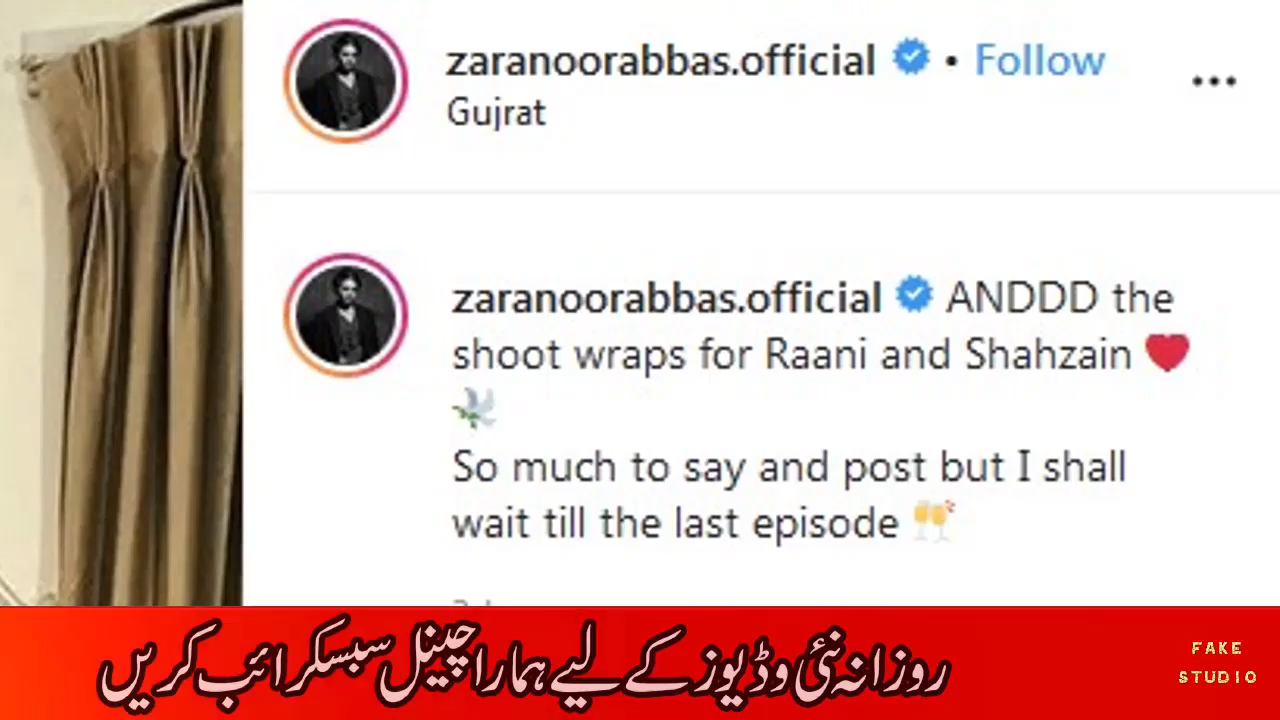 zaranoorabbas.official • Follow
Gujrat
zaranoorabbas.official ANDDD the
shoot wraps for Raani and Shahzain ❤️
🕊️
So much to say and post but I shall
wait till the last episode 🥂
روزانہ نئی وڈیوز کے لیے ہمارا چینل سبسکرائب کریں
FAKE
STUDIO